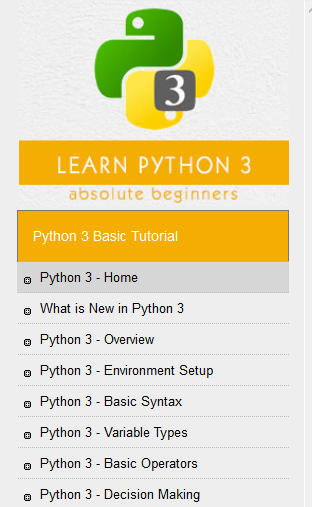 3
LEARN PYTHON 3
absolute beginners
Python 3 Basic Tutorial
Python 3 - Home
What is New in Python 3
Python 3 - Overview
Python 3 - Environment Setup
Python 3 - Basic Syntax
Python 3 - Variable Types
Python 3 - Basic Operators
Python 3 - Decision Making